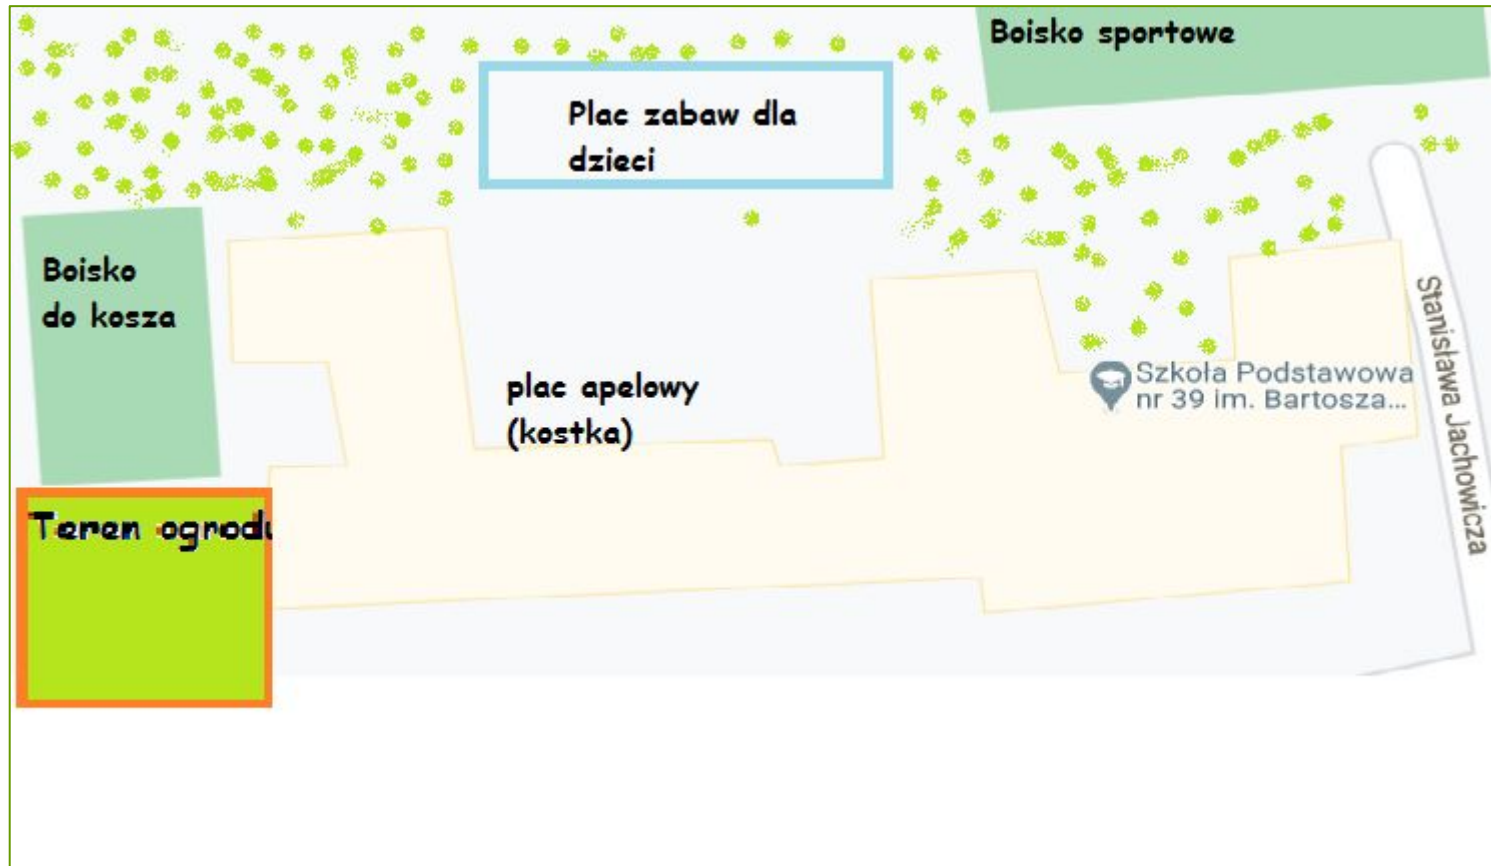 Boisko sportowe
Plac zabaw dla
dzieci
Boisko
do kosza
plac apelowy
(kostka)
Szkoła Podstawowa
nr 39 im. Bartosza...
Stanisława Jachowicza
Teren ogrodu